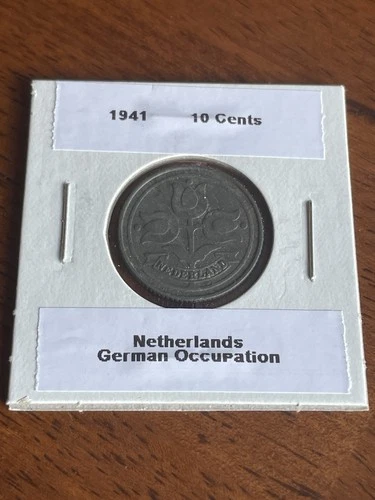 1941 10 Cents
NEDERLAND
Netherlands
German Occupation